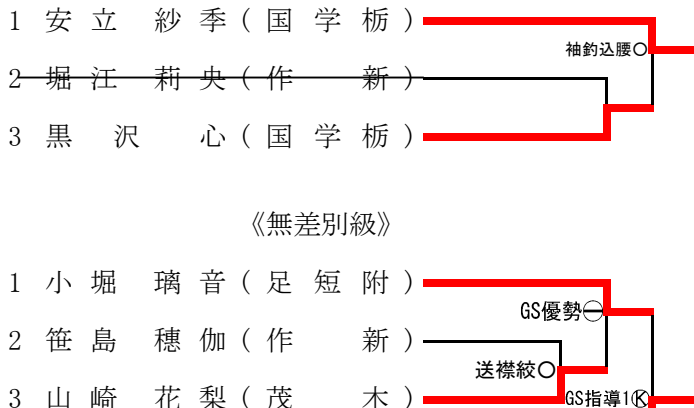 1 安立 紗季(国学栃)
袖釣込腰○
2 堀江 莉央(作 新)
3 黒沢 心(国学栃)
《無差別級》
1 小堀 璃音(足短附)
GS優勢㊀
2 笹島 穂伽(作 新)
送襟絞○
3 山崎 花梨(茂 木)
GS指導1Ⓚ